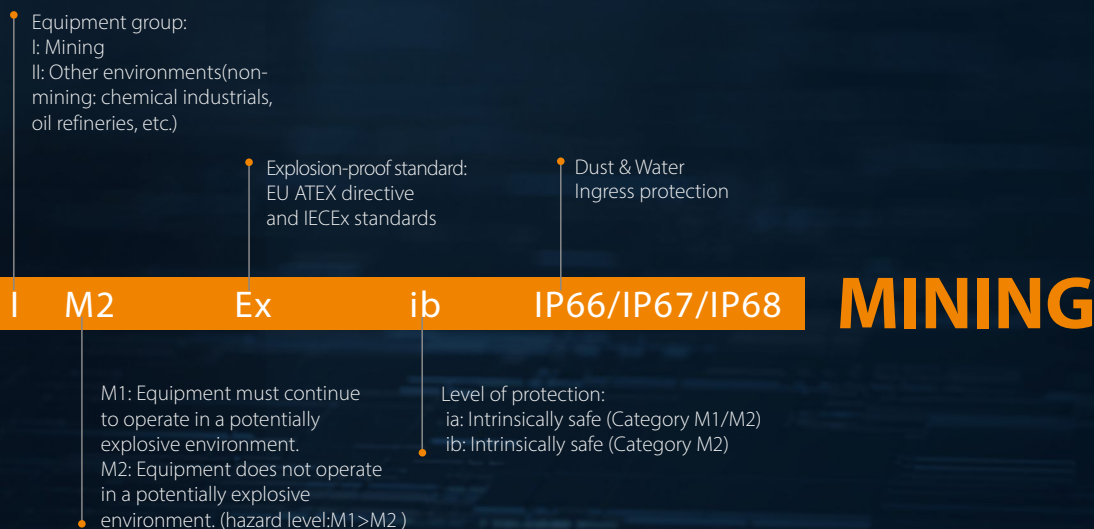 Equipment group:
I: Mining
II: Other environments(non-
mining: chemical industrials,
oil refineries, etc.)
Explosion-proof standard:
EU ATEX directive
and IECEx standards
Dust & Water
Ingress protection
I M2 Ex ib IP66/IP67/IP68 MINING
M1: Equipment must continue
to operate in a potentially
explosive environment.
M2: Equipment does not operate
in a potentially explosive
environment. (hazard level:M1>M2 )
Level of protection:
ia: Intrinsically safe (Category M1/M2)
ib: Intrinsically safe (Category M2)